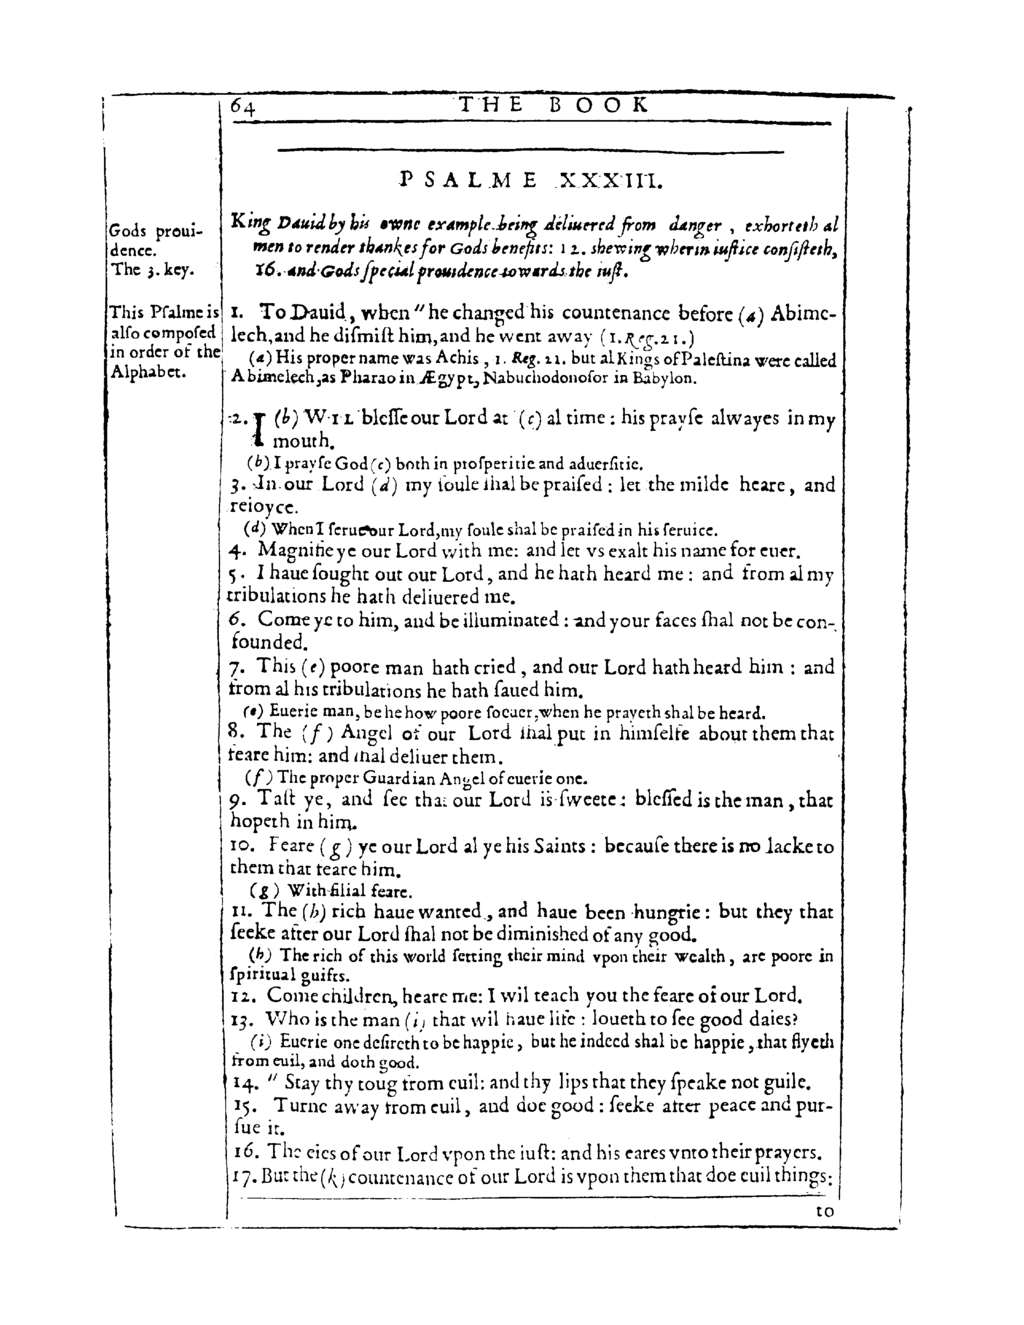 64 THE BOOK
PSALME XXXIII.
Gods proui-
dence.
The 3. key.
King Dauid by his owne example being deliuered from danger , exhorteth al
men to render thankes for Gods benefits: 12. shewing wherin iuſtice conſiſteth,
16. and Gods ſpecial prouidence towards the iuſt.
This Pſalme is
alſo compoſed
in order of the
Alphabet.
1. To Dauid, when "he changed his countenance before (a) Abime-
lech, and he diſmiſt him, and he went away (1. Reg. 21.)
(a) His proper name was Achis, 1. Reg. 21. but al Kings of Paleſtina were called
Abimelech, as Pharao in Ægypt, Nabuchodonoſor in Babylon.
2. I (b) WIL bleſſe our Lord at (c) al time: his prayſe alwayes in my
mouth.
(b) I prayſe God (c) both in proſperitie and aduerſitie.
3. In our Lord (d) my ſoule ſhal be praiſed: let the milde heare, and
reioyce.
(d) When I ſerue our Lord, my ſoule shal be praiſed in his ſeruice.
4. Magnifie ye our Lord with me: and let vs exalt his name for euer.
5. I haue ſought out our Lord, and he hath heard me: and from al my
tribulations he hath deliuered me.
6. Come ye to him, and be illuminated: and your faces ſhal not be con-
founded.
7. This (e) poore man hath cried, and our Lord hath heard him: and
from al his tribulations he hath ſaued him.
(e) Euerie man, be he how poore ſoeuer, when he prayeth shal be heard.
8. The (f) Angel of our Lord ſhal put in himſelfe about them that
feare him: and ſhal deliuer them.
(f) The proper Guardian Angel of euerie one.
9. Taſt ye, and ſee that our Lord is ſweete: bleſſed is the man, that
hopeth in him.
10. Feare (g) ye our Lord al ye his Saints: becauſe there is no lacke to
them that feare him.
(g) With filial feare.
11. The (h) rich haue wanted, and haue been hungrie: but they that
ſeeke after our Lord ſhal not be diminished of any good.
(h) The rich of this world ſetting their mind vpon their wealth, are poore in
ſpiritual guifts.
12. Come children, heare me: I wil teach you the feare of our Lord.
13. Who is the man (i) that wil haue life: loueth to ſee good daies?
(i) Euerie one deſireth to be happie, but he indeed shal be happie, that flyeth
from euil, and doth good.
14. " Stay thy toug from euil: and thy lips that they ſpeake not guile.
15. Turne away from euil, and doe good: ſeeke after peace and pur-
ſue it.
16. The eies of our Lord vpon the iuſt: and his eares vnto their prayers.
17. But the (k) countenance of our Lord is vpon them that doe euil things:
to